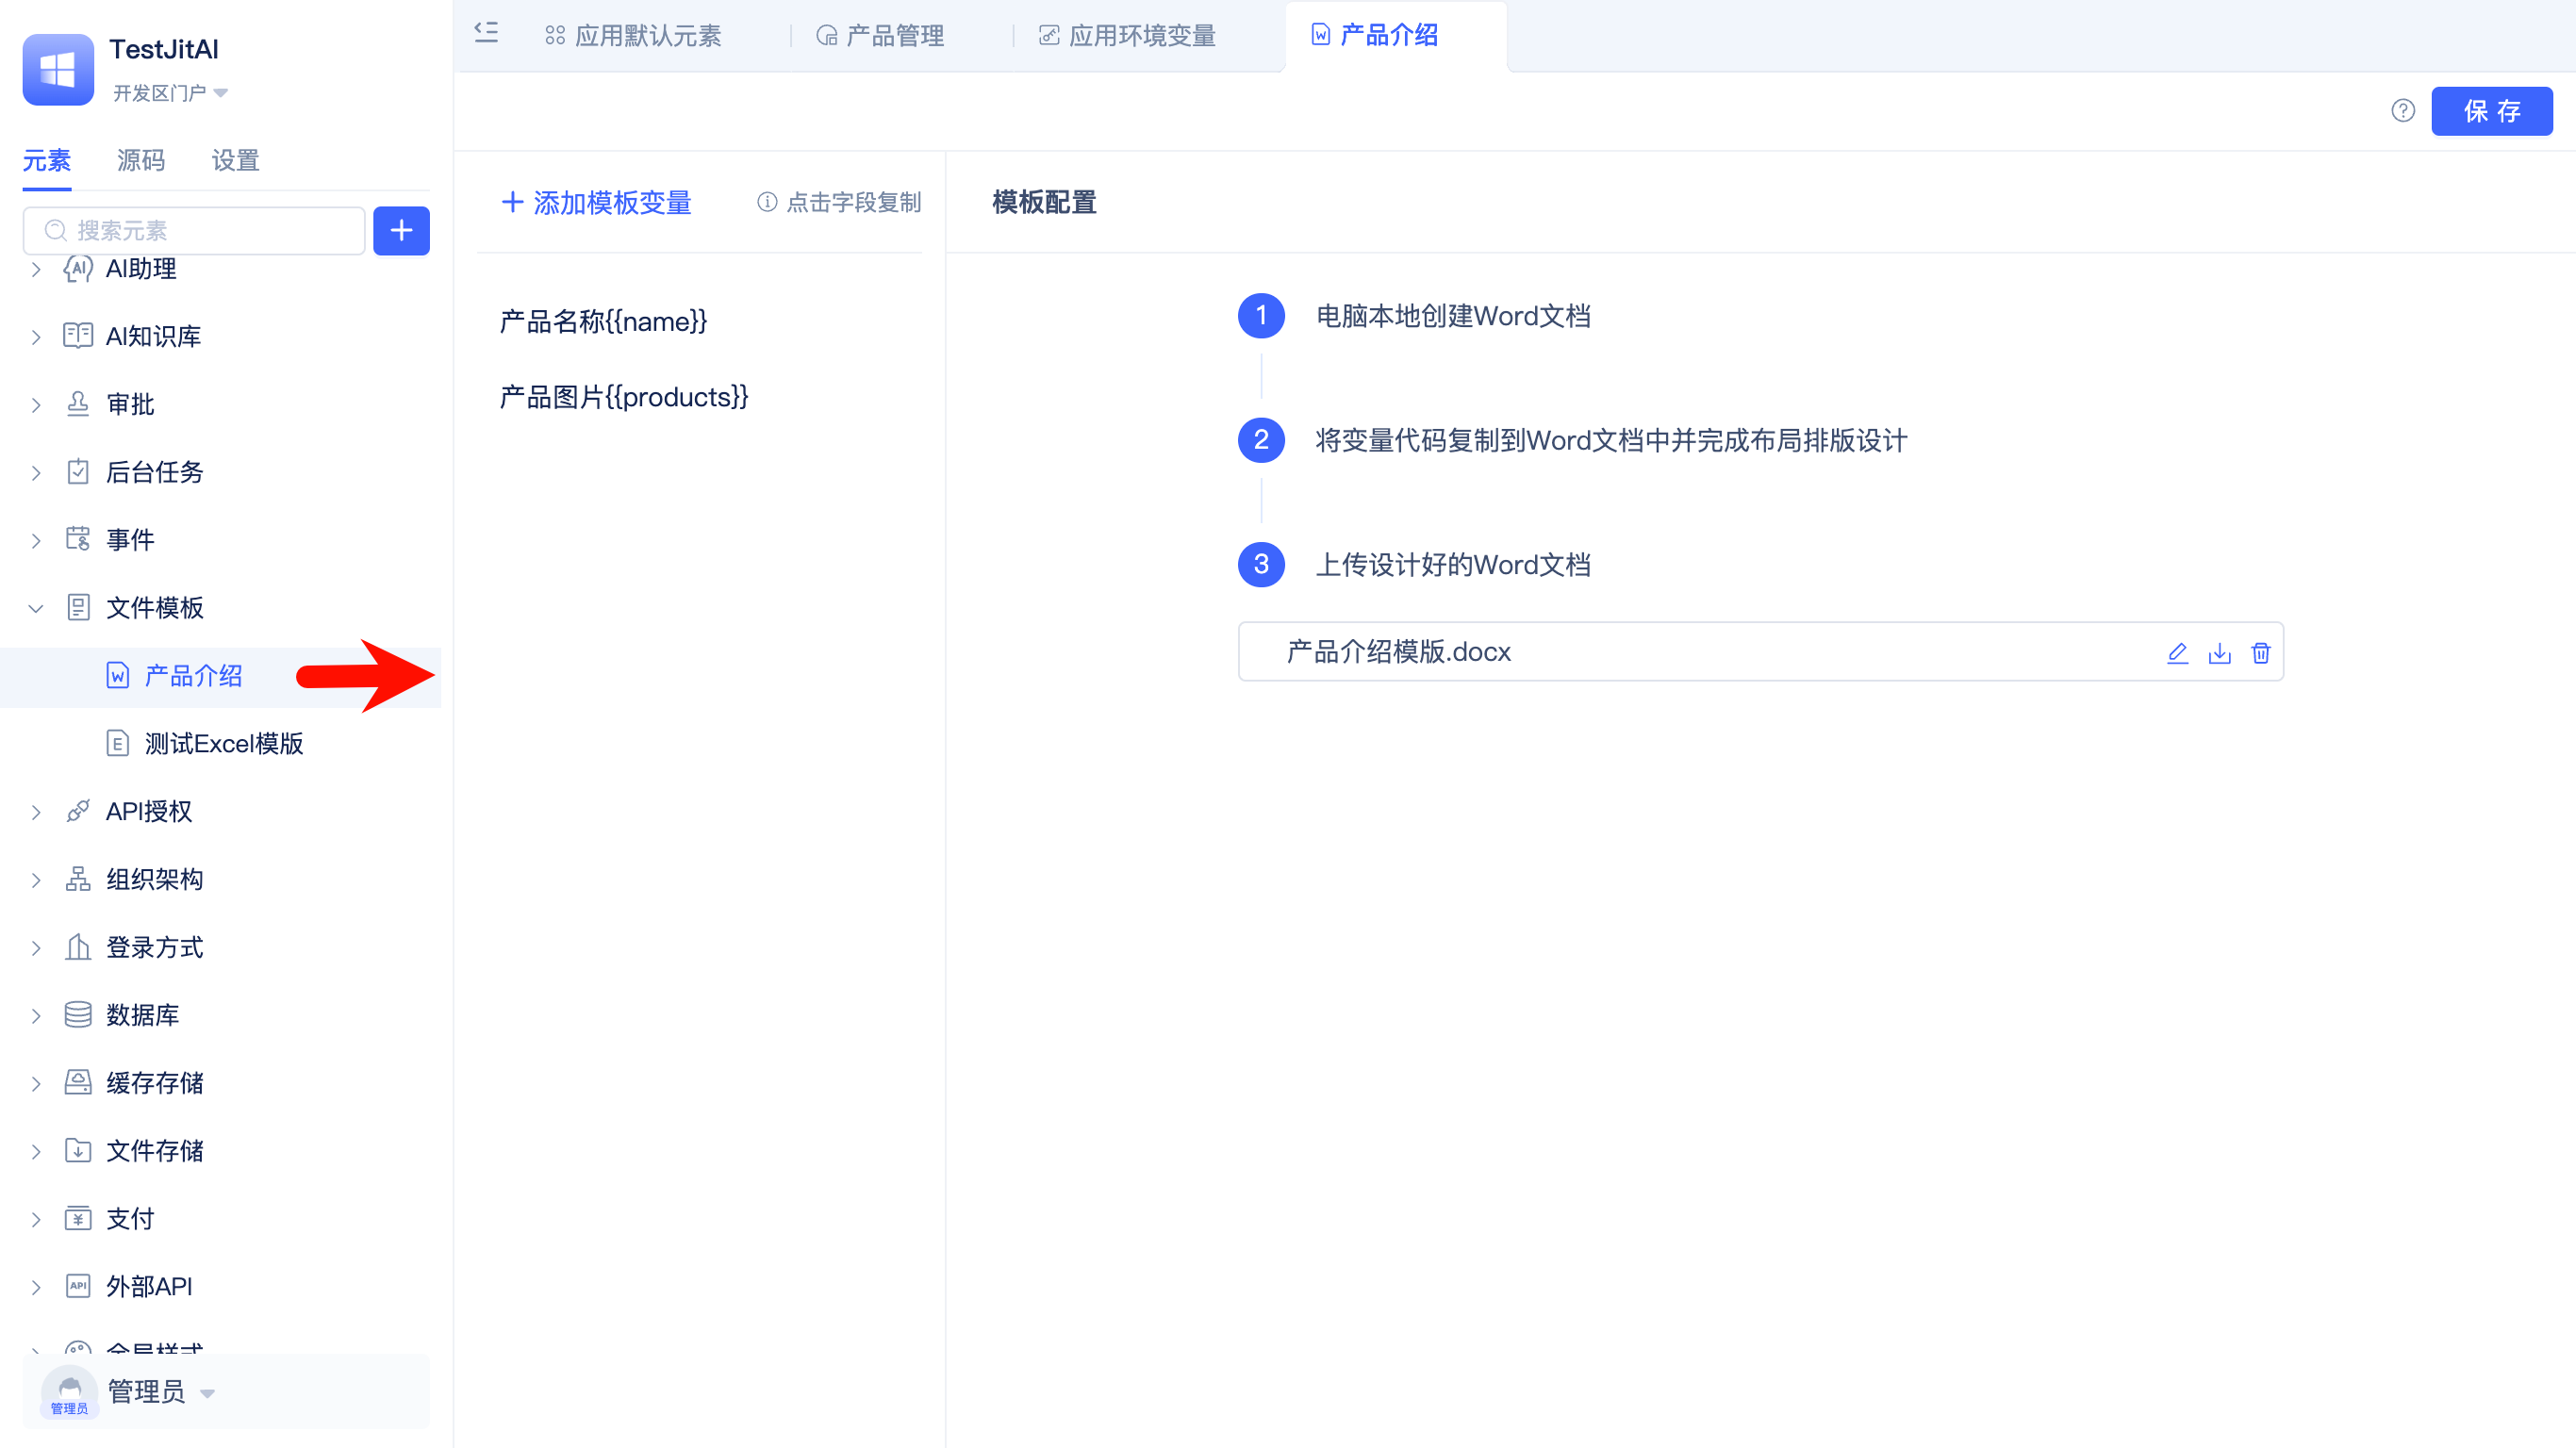 TestJitAI
开发区门户
元素 源码 设置
搜索元素
AI助理
AI知识库
审批
后台任务
事件
文件模板
产品介绍
测试Excel模版
API授权
组织架构
登录方式
数据库
缓存存储
文件存储
支付
外部API
全局样式
管理员
管理员
应用默认元素 产品管理 应用环境变量 产品介绍
保 存
添加模板变量 点击字段复制
产品名称{{name}}
产品图片{{products}}
模板配置
1 电脑本地创建Word文档
2 将变量代码复制到Word文档中并完成布局排版设计
3 上传设计好的Word文档
产品介绍模版.docx